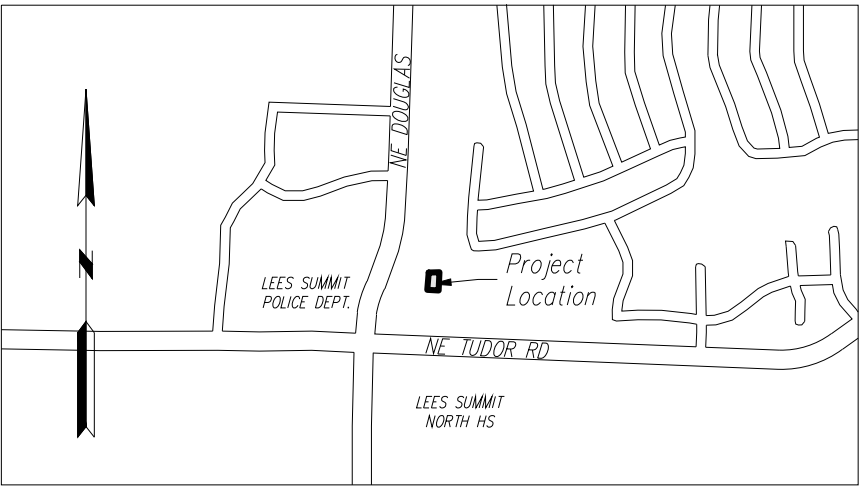 NE DOUGLAS
LEES SUMMIT
POLICE DEPT.
Project
Location
N
NE TUDOR RD
LEES SUMMIT
NORTH HS